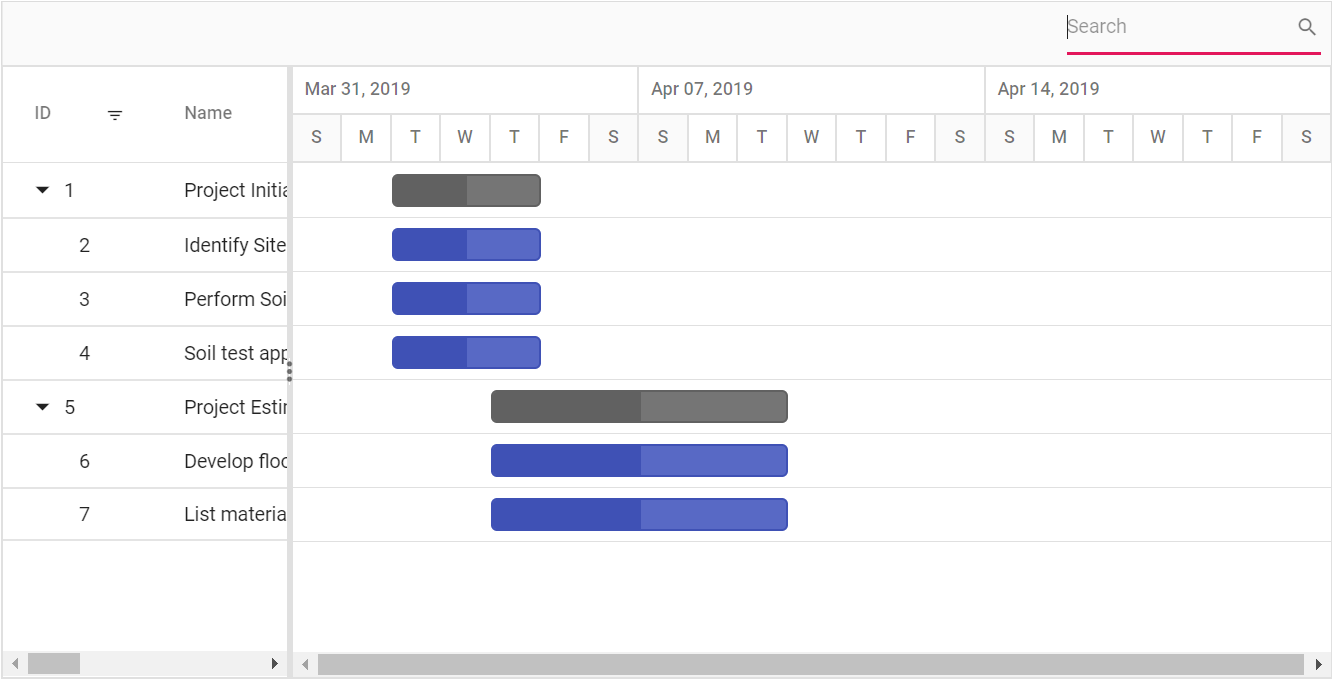 Search
ID Name
Mar 31, 2019 Apr 07, 2019 Apr 14, 2019
S M T W T F S S M T W T F S S M T W T F S
1 Project Initia
2 Identify Site
3 Perform Soi
4 Soil test app
5 Project Estin
6 Develop floo
7 List materia